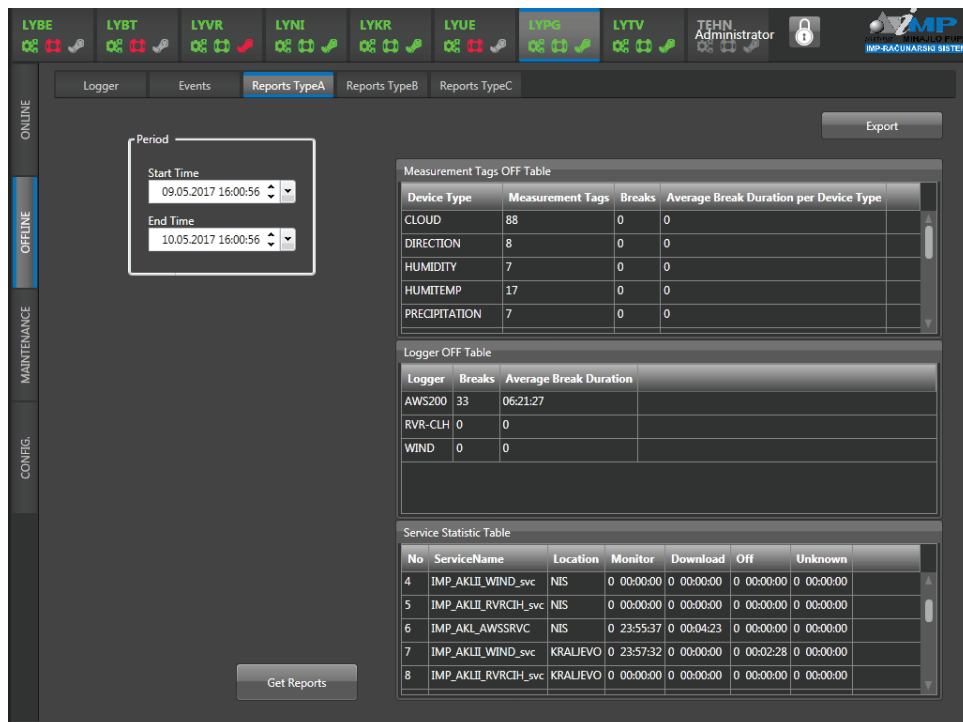 LYBE LYBT LYVR LYNI LYKR LYUE LYPG LYTV TEHN
Administrator
IMP-RAČUNARSKI SISTEM
ONLINE
OFFLINE
MAINTENANCE
CONFIG.
Logger Events Reports TypeA Reports TypeB Reports TypeC
Export
Period
Start Time
09.05.2017 16:00:56
End Time
10.05.2017 16:00:56
Get Reports
Measurement Tags OFF Table
Device Type Measurement Tags Breaks Average Break Duration per Device Type
CLOUD 88 0 0
DIRECTION 8 0 0
HUMIDITY 7 0 0
HUMITEMP 17 0 0
PRECIPITATION 7 0 0
Logger OFF Table
Logger Breaks Average Break Duration
AWS200 33 06:21:27
RVR-CLH 0 0
WIND 0 0
Service Statistic Table
No ServiceName Location Monitor Download Off Unknown
4 IMP_AKLII_WIND_svc NIS 0 00:00:00 0 00:00:00 0 00:00:00 0 00:00:00
5 IMP_AKLII_RVRCIH_svc NIS 0 00:00:00 0 00:00:00 0 00:00:00 0 00:00:00
6 IMP_AKL_AWSSRVC NIS 0 23:55:37 0 00:04:23 0 00:00:00 0 00:00:00
7 IMP_AKLII_WIND_svc KRALJEVO 0 23:57:32 0 00:00:00 0 00:02:28 0 00:00:00
8 IMP_AKLII_RVRCIH_svc KRALJEVO 0 00:00:00 0 00:00:00 0 00:00:00 0 00:00:00